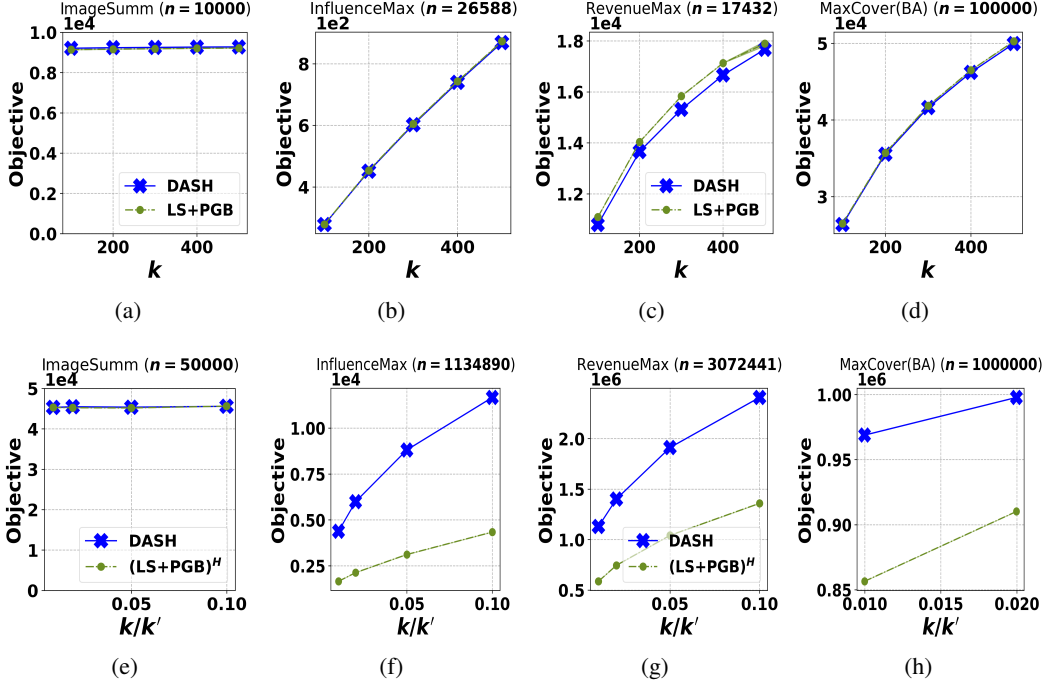 ImageSumm (n = 10000)
1e4
1.0
0.8
0.6
0.4
0.2
0.0
Objective
DASH
LS+PGB
200
400
k
(a)
InfluenceMax (n = 26588)
1e2
8
6
4
Objective
200
400
k
(b)
RevenueMax (n = 17432)
1e4
1.8
1.6
1.4
1.2
Objective
DASH
LS+PGB
200
400
k
(c)
MaxCover(BA) (n = 100000)
1e4
5
4
3
Objective
200
400
k
(d)
ImageSumm (n = 50000)
1e4
5
4
3
2
1
0
Objective
DASH
(LS+PGB)^H
0.05
0.10
k/k′
(e)
InfluenceMax (n = 1134890)
1e4
1.00
0.75
0.50
0.25
Objective
0.05
0.10
k/k′
(f)
RevenueMax (n = 3072441)
1e6
2.0
1.5
1.0
0.5
Objective
DASH
(LS+PGB)^H
0.05
0.10
k/k′
(g)
MaxCover(BA) (n = 1000000)
1e6
1.00
0.95
0.90
0.85
Objective
0.010
0.015
0.020
k/k′
(h)